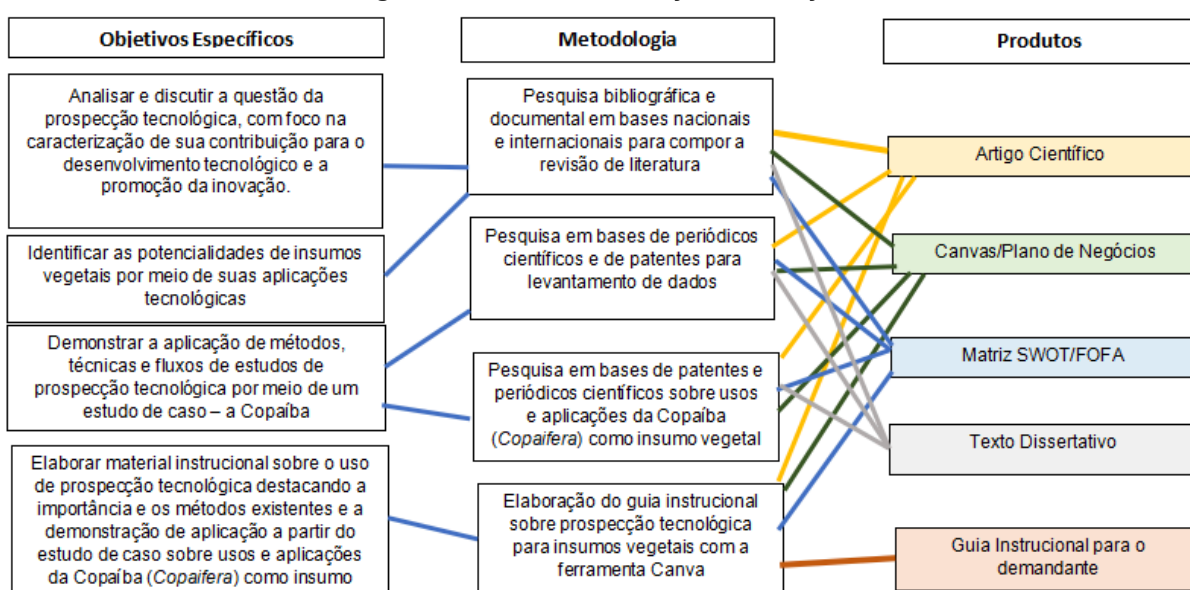 Objetivos Específicos
Analisar e discutir a questão da
prospecção tecnológica, com foco na
caracterização de sua contribuição para o
desenvolvimento tecnológico e a
promoção da inovação.
Identificar as potencialidades de insumos
vegetais por meio de suas aplicações
tecnológicas
Demonstrar a aplicação de métodos,
técnicas e fluxos de estudos de
prospecção tecnológica por meio de um
estudo de caso – a Copaíba
Elaborar material instrucional sobre o uso
de prospecção tecnológica destacando a
importância e os métodos existentes e a
demonstração de aplicação a partir do
estudo de caso sobre usos e aplicações
da Copaíba (Copaifera) como insumo
Metodologia
Pesquisa bibliográfica e
documental em bases nacionais
e internacionais para compor a
revisão de literatura
Pesquisa em bases de periódicos
científicos e de patentes para
levantamento de dados
Pesquisa em bases de patentes e
periódicos científicos sobre usos
e aplicações da Copaíba
(Copaifera) como insumo vegetal
Elaboração do guia instrucional
sobre prospecção tecnológica
para insumos vegetais com a
ferramenta Canva
Produtos
Artigo Científico
Canvas/Plano de Negócios
Matriz SWOT/FOFA
Texto Dissertativo
Guia Instrucional para o
demandante